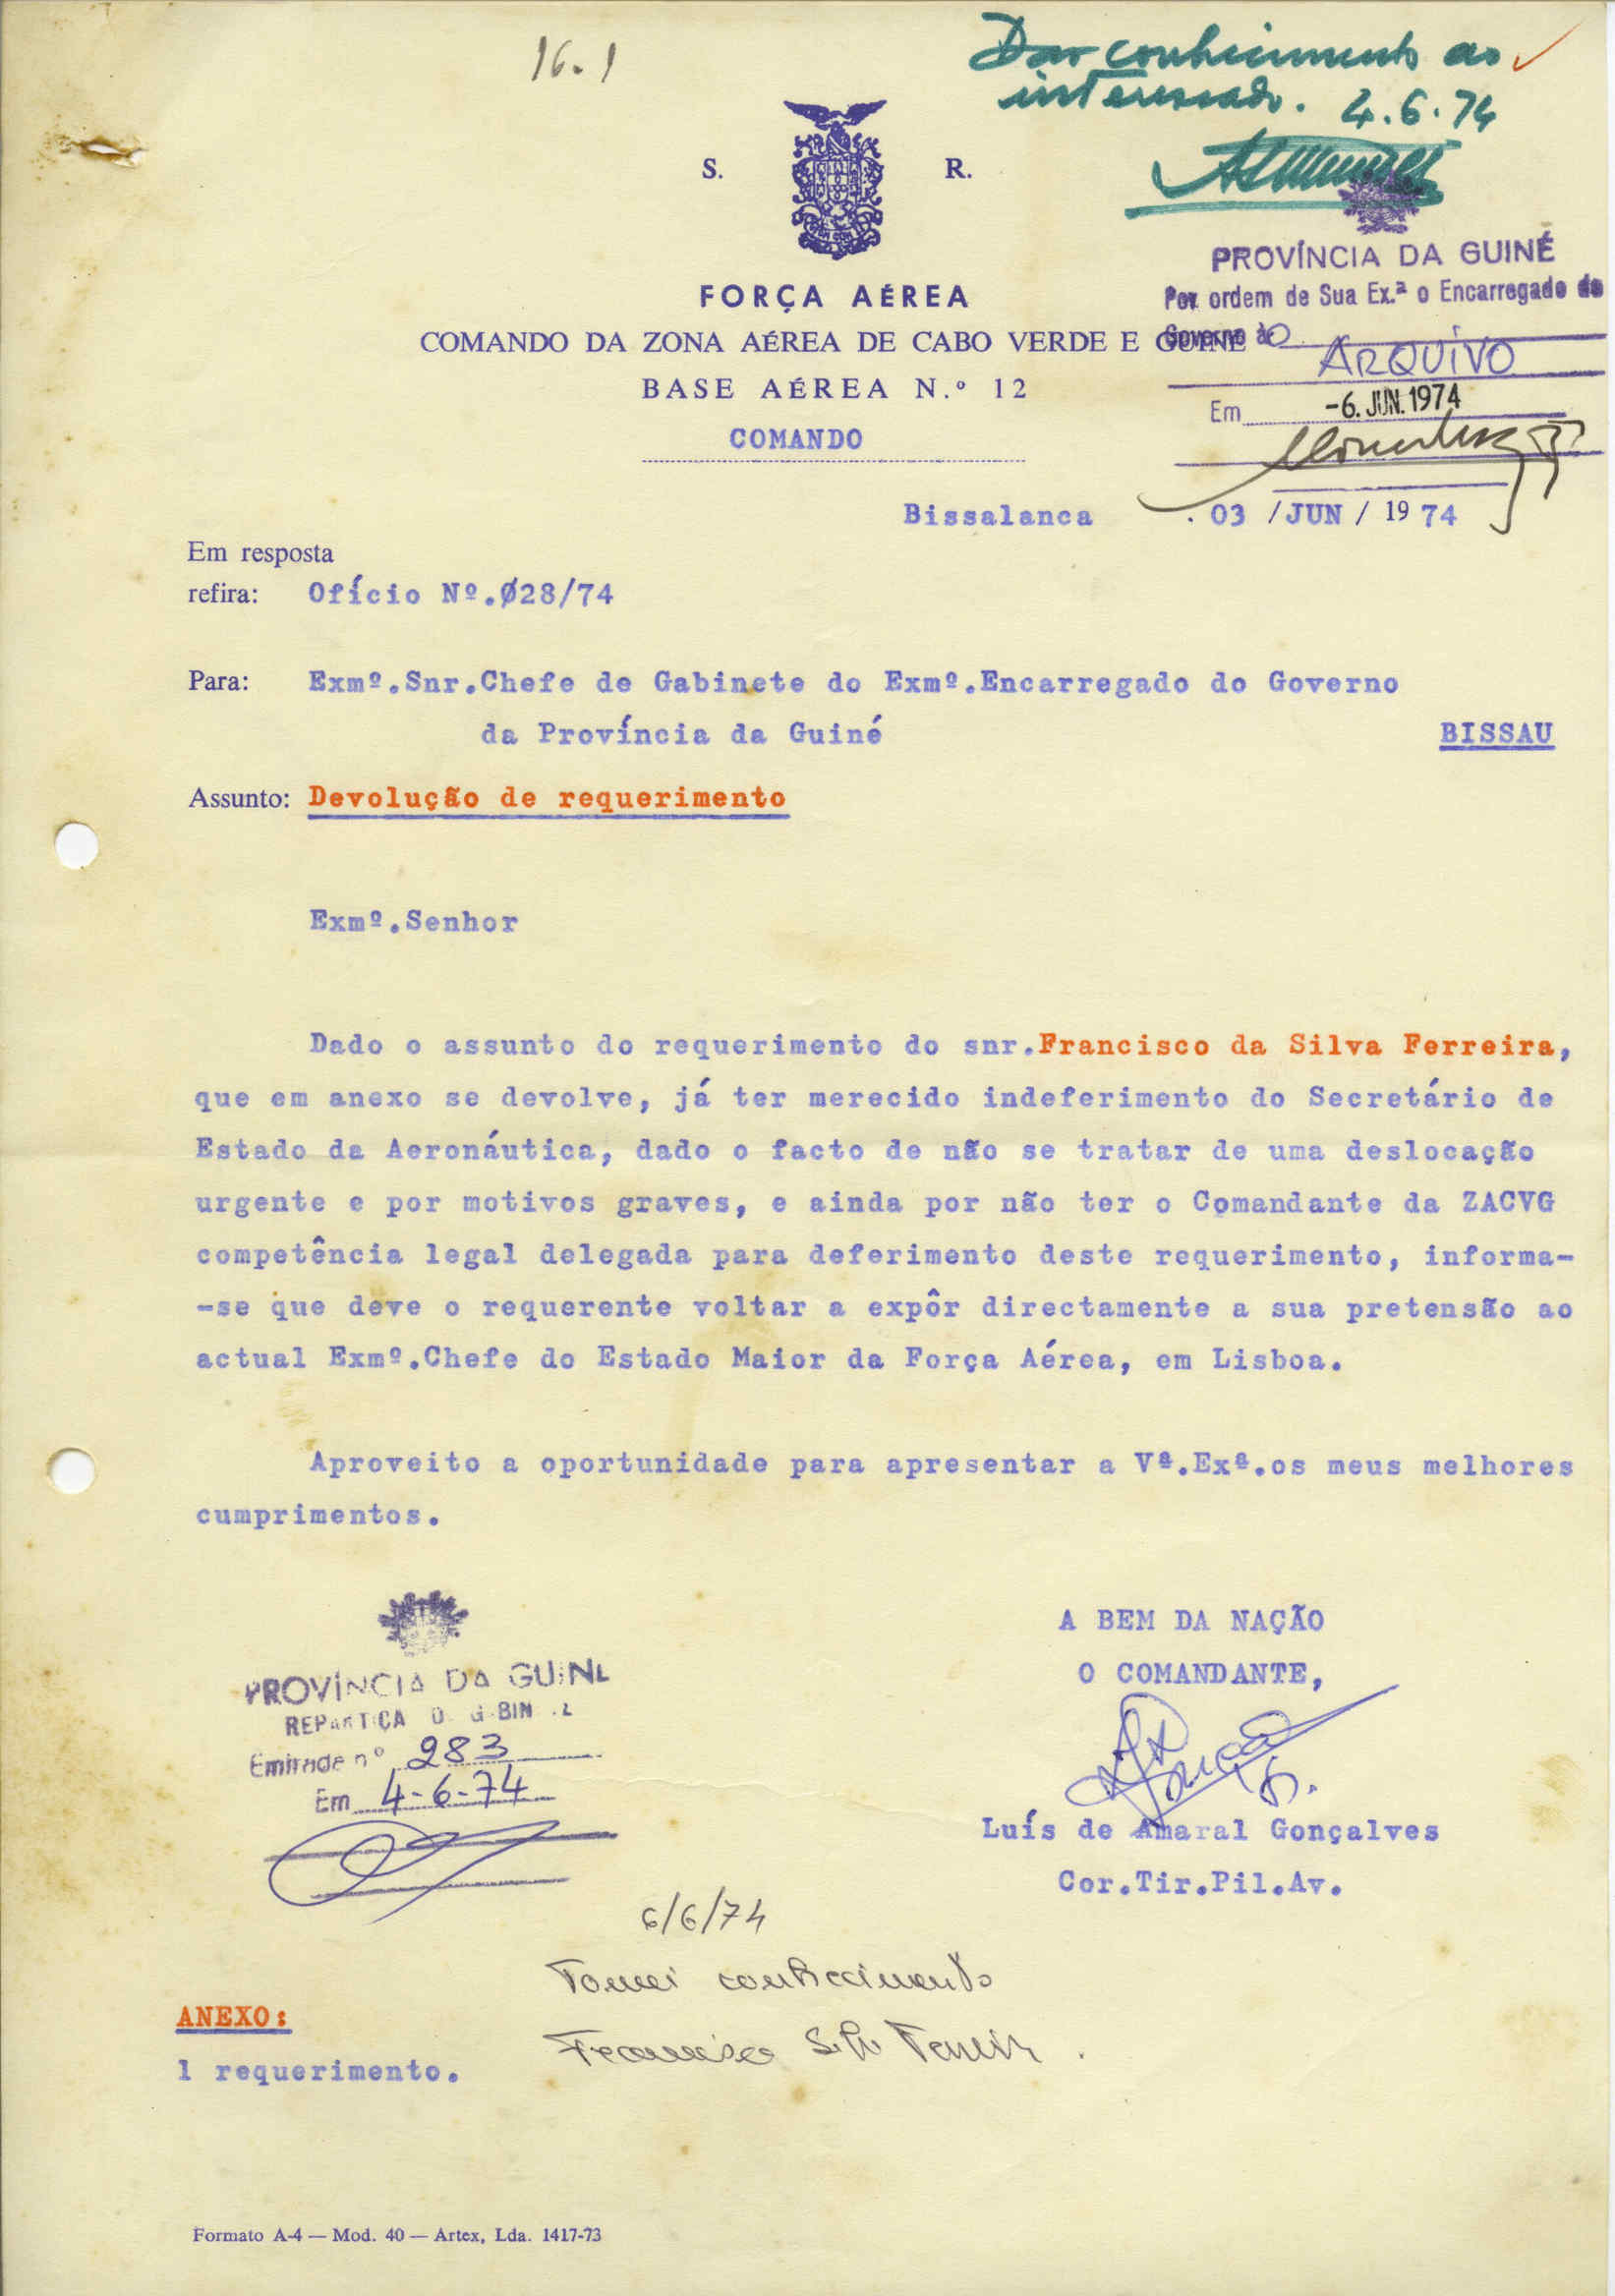 16.1
Dar conhecimento ao
interessado. 4.6.74
S. R.
PROVÍNCIA DA GUINÉ
Por ordem de Sua Ex.ª o Encarregado do
Governo ao
ARQUIVO
Em -6. JUN. 1974
FORÇA AÉREA
COMANDO DA ZONA AÉREA DE CABO VERDE E GUINÉ
BASE AÉREA N.º 12
COMANDO
Bissalanca . 03 /JUN / 19 74
Em resposta
refira: Ofício Nº.Ø28/74
Para: Exmº.Snr.Chefe de Gabinete do Exmº.Encarregado do Governo
da Província da Guiné BISSAU
Assunto: Devolução de requerimento
Exmº.Senhor
Dado o assunto do requerimento do snr.Francisco da Silva Ferreira,
que em anexo se devolve, já ter merecido indeferimento do Secretário de
Estado da Aeronáutica, dado o facto de não se tratar de uma deslocação
urgente e por motivos graves, e ainda por não ter o Comandante da ZACVG
competência legal delegada para deferimento deste requerimento, informa-
-se que deve o requerente voltar a expôr directamente a sua pretensão ao
actual Exmº.Chefe do Estado Maior da Força Aérea, em Lisboa.
Aproveito a oportunidade para apresentar a Vª.Exª.os meus melhores
cumprimentos.
A BEM DA NAÇÃO
O COMANDANTE,
Luís de Amaral Gonçalves
Cor.Tir.Pil.Av.
PROVÍNCIA DA GUINÉ
Entrada nº 283
Em 4-6-74
6/6/74
Tomei conhecimento
Francisco Silva Ferreira
ANEXO:
1 requerimento.
Formato A-4 — Mod. 40 — Artex, Lda. 1417-73